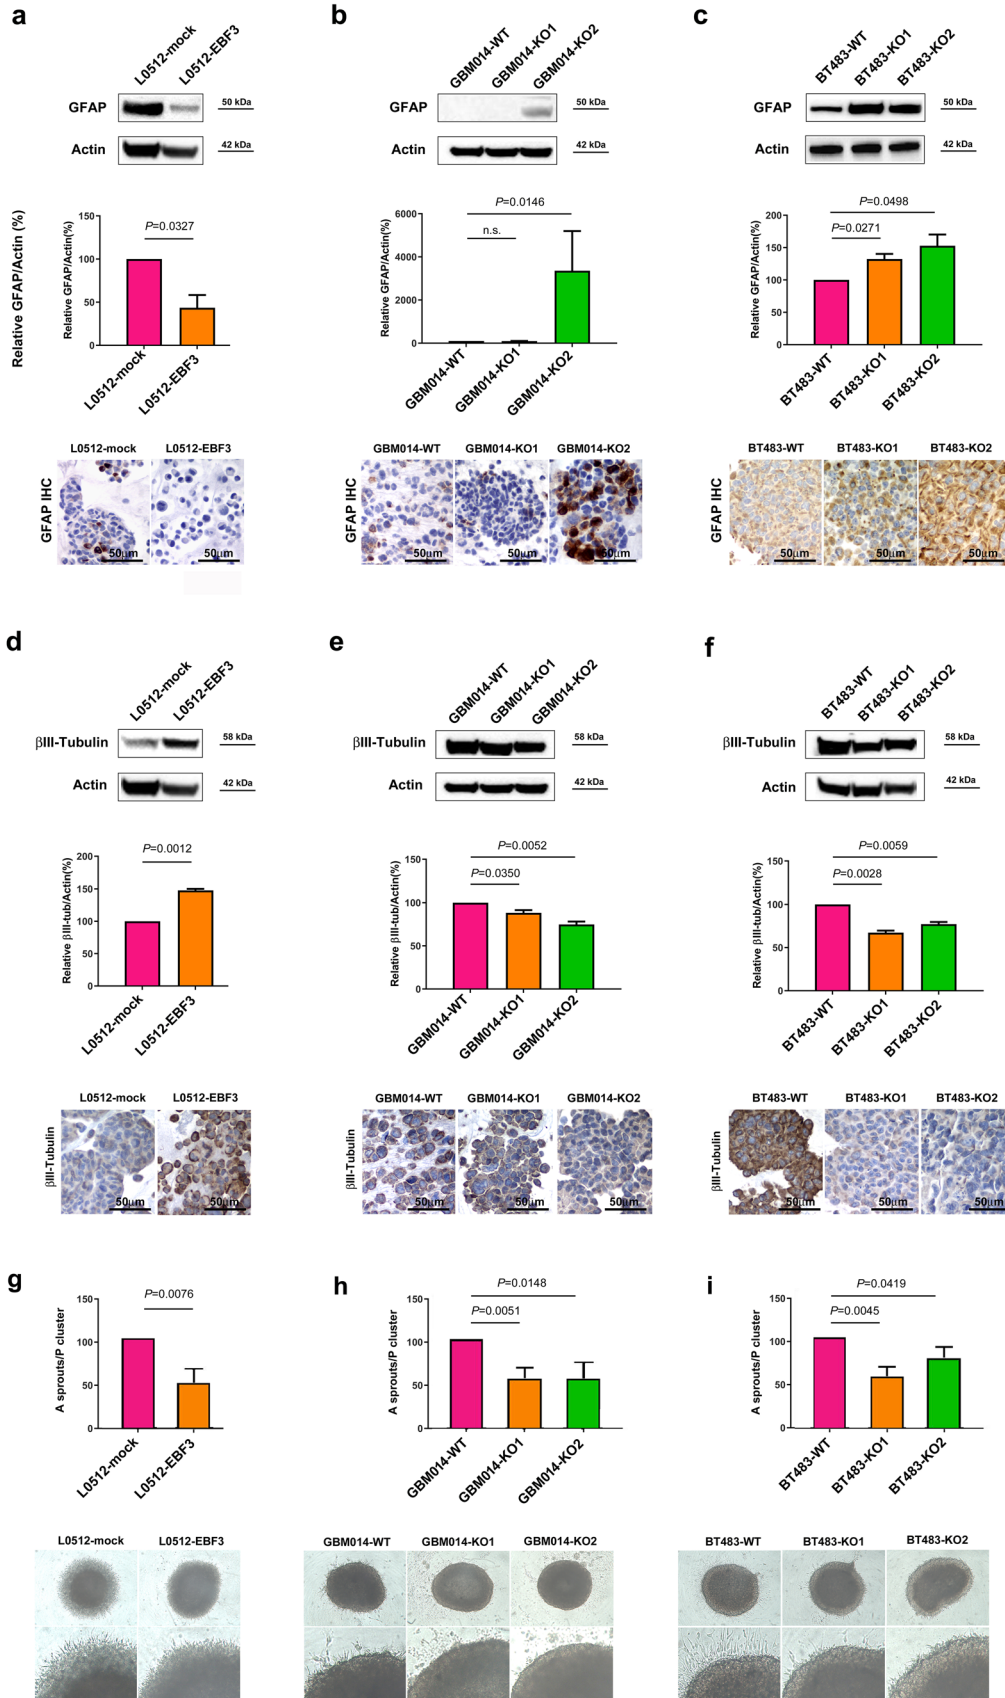 a
L0512-mock
L0512-EBF3
GFAP
50 kDa
Actin
42 kDa
Relative GFAP/Actin (%)
Relative GFAP/Actin(%)
150
100
50
0
P=0.0327
L0512-mock
L0512-EBF3
GFAP IHC
L0512-mock
L0512-EBF3
50µm
50µm
b
GBM014-WT
GBM014-KO1
GBM014-KO2
GFAP
50 kDa
Actin
42 kDa
Relative GFAP/Actin(%)
6000
4000
2000
0
P=0.0146
n.s.
GBM014-WT
GBM014-KO1
GBM014-KO2
GFAP IHC
GBM014-WT
GBM014-KO1
GBM014-KO2
50µm
50µm
50µm
c
BT483-WT
BT483-KO1
BT483-KO2
GFAP
50 kDa
Actin
42 kDa
Relative GFAP/Actin(%)
200
150
100
50
0
P=0.0498
P=0.0271
BT483-WT
BT483-KO1
BT483-KO2
GFAP IHC
BT483-WT
BT483-KO1
BT483-KO2
50µm
50µm
50µm
d
L0512-mock
L0512-EBF3
βIII-Tubulin
58 kDa
Actin
42 kDa
Relative βIII-tub/Actin(%)
200
150
100
50
0
P=0.0012
L0512-mock
L0512-EBF3
βIII-Tubulin
L0512-mock
L0512-EBF3
50µm
50µm
e
GBM014-WT
GBM014-KO1
GBM014-KO2
βIII-Tubulin
58 kDa
Actin
42 kDa
Relative βIII-tub/Actin(%)
150
100
50
0
P=0.0052
P=0.0350
GBM014-WT
GBM014-KO1
GBM014-KO2
βIII-Tubulin
GBM014-WT
GBM014-KO1
GBM014-KO2
50µm
50µm
50µm
f
BT483-WT
BT483-KO1
BT483-KO2
βIII-Tubulin
58 kDa
Actin
42 kDa
Relative βIII-tub/Actin(%)
150
100
50
0
P=0.0059
P=0.0028
BT483-WT
BT483-KO1
BT483-KO2
βIII-Tubulin
BT483-WT
BT483-KO1
BT483-KO2
50µm
50µm
50µm
g
A sprouts/P cluster
150
100
50
0
P=0.0076
L0512-mock
L0512-EBF3
L0512-mock
L0512-EBF3
h
A sprouts/P cluster
150
100
50
0
P=0.0148
P=0.0051
GBM014-WT
GBM014-KO1
GBM014-KO2
GBM014-WT
GBM014-KO1
GBM014-KO2
i
A sprouts/P cluster
150
100
50
0
P=0.0419
P=0.0045
BT483-WT
BT483-KO1
BT483-KO2
BT483-WT
BT483-KO1
BT483-KO2